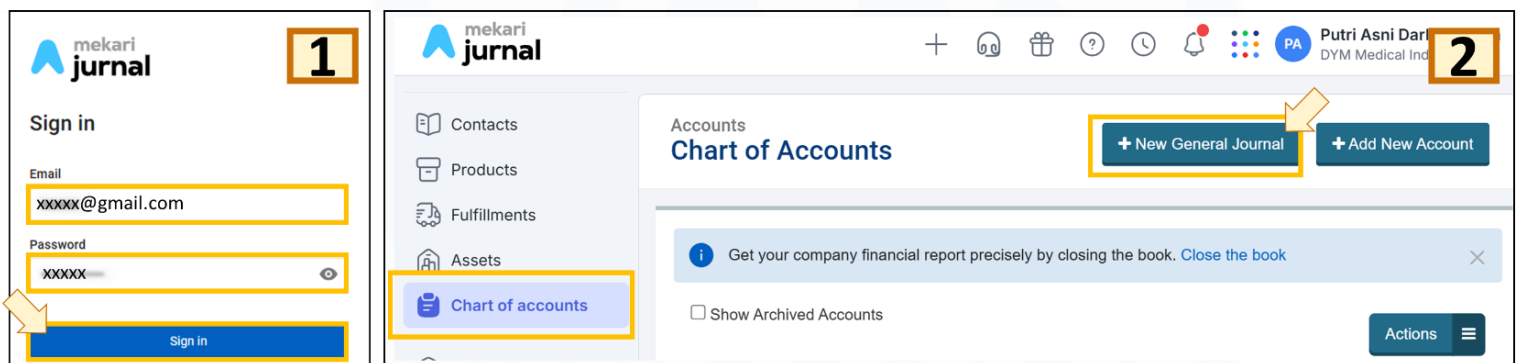 mekari
jurnal
1
Sign in
Email
xxxxx@gmail.com
Password
xxxxx
Sign in
mekari
jurnal
PA
Putri Asni
DYM Medical
2
Contacts
Products
Fulfillments
Assets
Chart of accounts
Accounts
Chart of Accounts
+ New General Journal
+ Add New Account
i Get your company financial report precisely by closing the book. Close the book
Show Archived Accounts
Actions